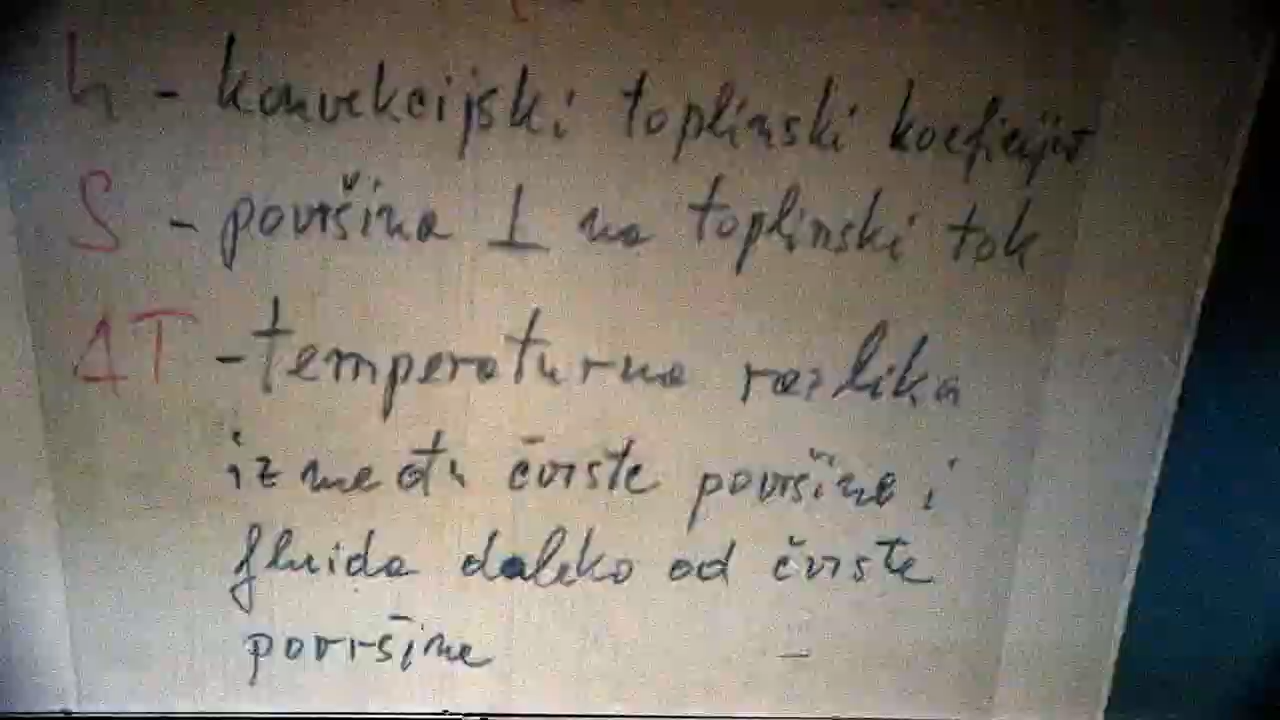 h - konvekcijski toplinski koeficijent
S - površina ⊥ na toplinski tok
ΔT - temperaturna razlika
između čvrste površine i
fluida daleko od čvrste
površine